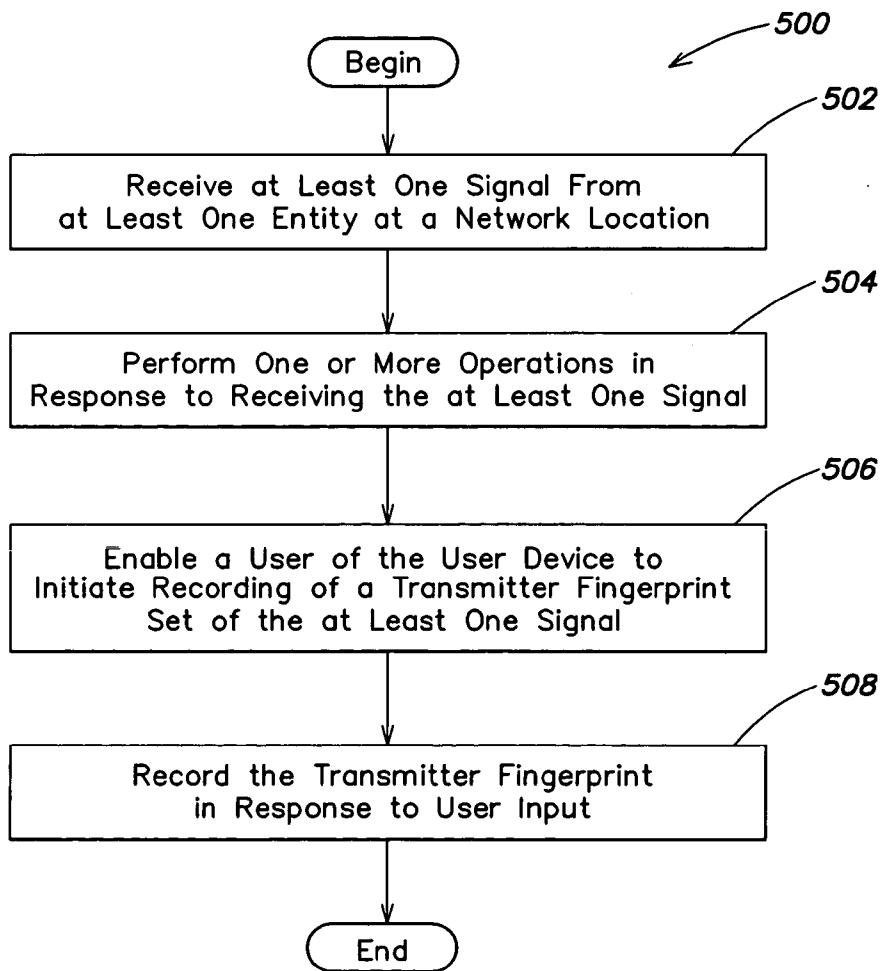 500
Begin
502
Receive at Least One Signal From
at Least One Entity at a Network Location
504
Perform One or More Operations in
Response to Receiving the at Least One Signal
506
Enable a User of the User Device to
Initiate Recording of a Transmitter Fingerprint
Set of the at Least One Signal
508
Record the Transmitter Fingerprint
in Response to User Input
End